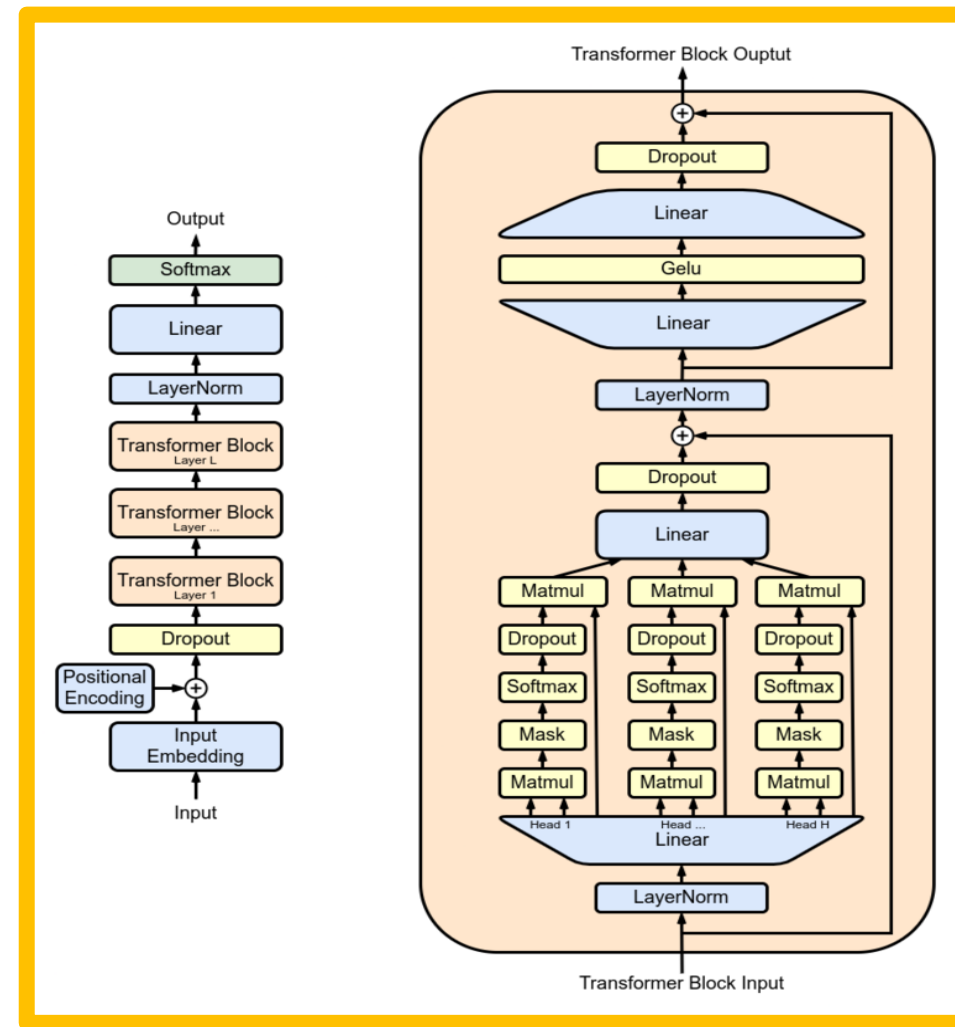 Output
Softmax
Linear
LayerNorm
Transformer Block
Layer L
Transformer Block
Layer ...
Transformer Block
Layer 1
Dropout
Positional
Encoding
+
Input
Embedding
Input
Transformer Block Ouptut
+
Dropout
Linear
Gelu
Linear
LayerNorm
+
Dropout
Linear
Matmul Matmul Matmul
Dropout Dropout Dropout
Softmax Softmax Softmax
Mask Mask Mask
Matmul Matmul Matmul
Head 1 Head ... Head H
Linear
LayerNorm
Transformer Block Input